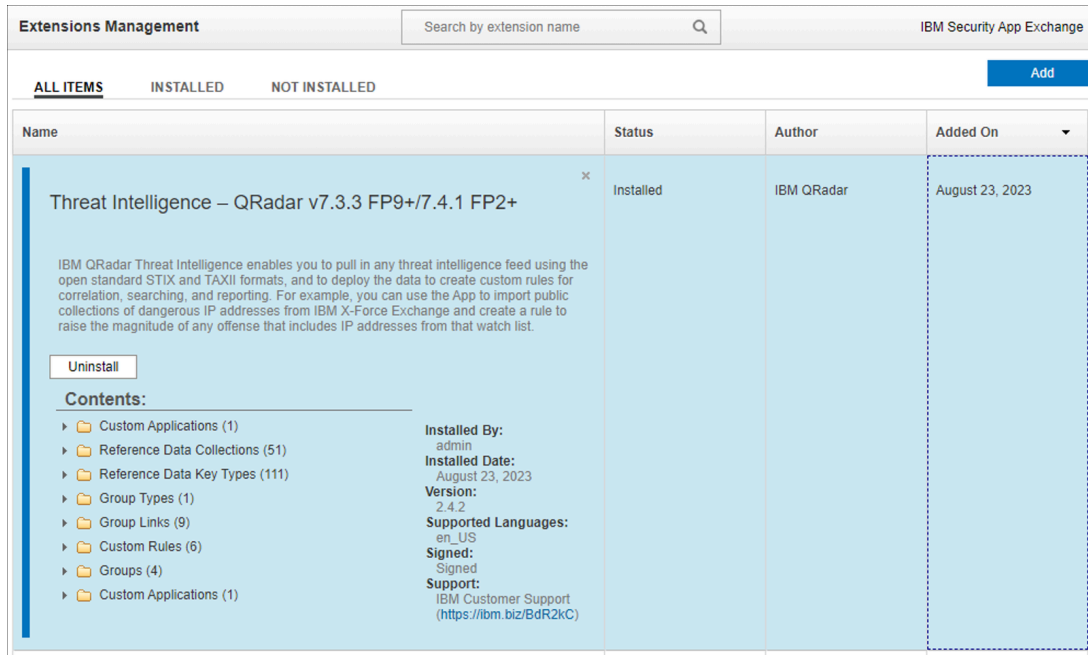 Extensions Management
Search by extension name
IBM Security App Exchange
Add
ALL ITEMS INSTALLED NOT INSTALLED
Name Status Author Added On
×
Threat Intelligence – QRadar v7.3.3 FP9+/7.4.1 FP2+
Installed IBM QRadar August 23, 2023
IBM QRadar Threat Intelligence enables you to pull in any threat intelligence feed using the
open standard STIX and TAXII formats, and to deploy the data to create custom rules for
correlation, searching, and reporting. For example, you can use the App to import public
collections of dangerous IP addresses from IBM X-Force Exchange and create a rule to
raise the magnitude of any offense that includes IP addresses from that watch list.
Uninstall
Contents:
Custom Applications (1)
Reference Data Collections (51)
Reference Data Key Types (111)
Group Types (1)
Group Links (9)
Custom Rules (6)
Groups (4)
Custom Applications (1)
Installed By:
admin
Installed Date:
August 23, 2023
Version:
2.4.2
Supported Languages:
en_US
Signed:
Signed
Support:
IBM Customer Support
(https://ibm.biz/BdR2kC)